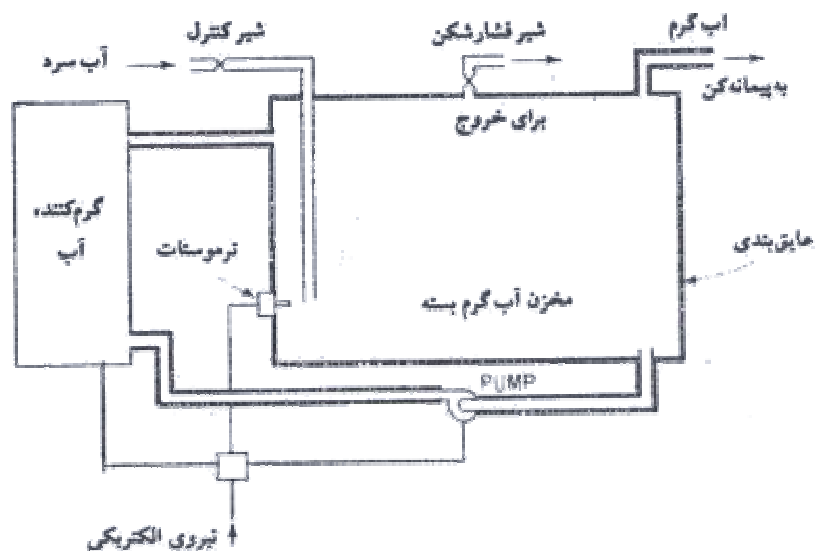 آب گرم
شیر فشارشکن
شیر کنترل
آب سرد
به پیمانه‌کن
برای خروج
گرم‌کننده
آب
ترموستات
عایق‌بندی
مخزن آب گرم بسته
PUMP
نیروی الکتریکی